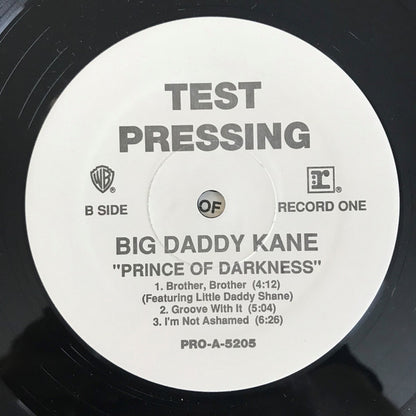 TEST
PRESSING
WB®
r®
B SIDE
OF
RECORD ONE
BIG DADDY KANE
"PRINCE OF DARKNESS"
1. Brother, Brother (4:12)
(Featuring Little Daddy Shane)
2. Groove With It (5:04)
3. I'm Not Ashamed (6:26)
PRO-A-5205